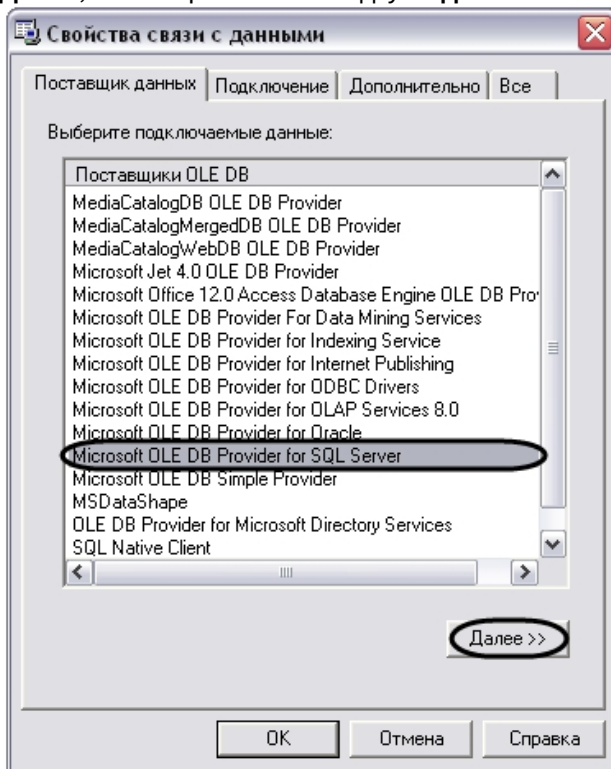 Свойства связи с данными
Поставщик данных Подключение Дополнительно Все
Выберите подключаемые данные:
Поставщики OLE DB
MediaCatalogDB OLE DB Provider
MediaCatalogMergedDB OLE DB Provider
MediaCatalogWebDB OLE DB Provider
Microsoft Jet 4.0 OLE DB Provider
Microsoft Office 12.0 Access Database Engine OLE DB Pro
Microsoft OLE DB Provider For Data Mining Services
Microsoft OLE DB Provider for Indexing Service
Microsoft OLE DB Provider for Internet Publishing
Microsoft OLE DB Provider for ODBC Drivers
Microsoft OLE DB Provider for OLAP Services 8.0
Microsoft OLE DB Provider for Oracle
Microsoft OLE DB Provider for SQL Server
Microsoft OLE DB Simple Provider
MSDataShape
OLE DB Provider for Microsoft Directory Services
SQL Native Client
Далее >>
OK Отмена Справка